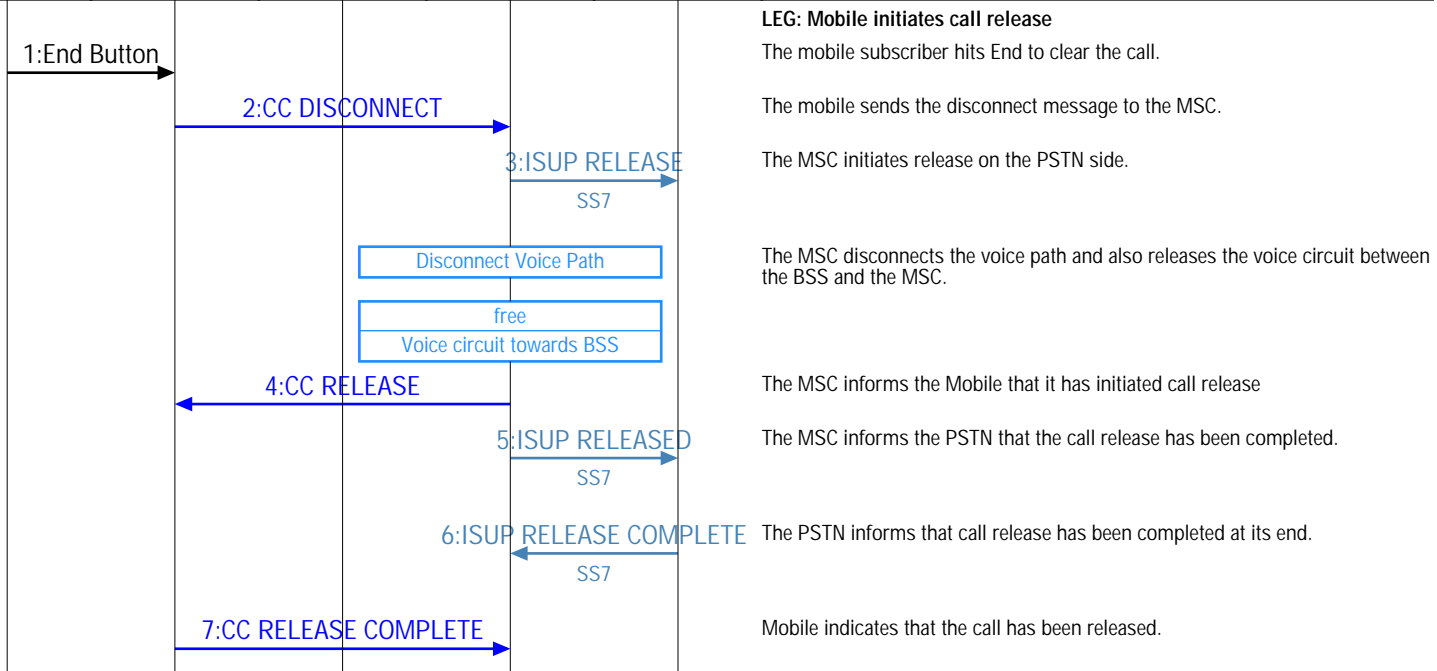 LEG: Mobile initiates call release
1:End Button
The mobile subscriber hits End to clear the call.
2:CC DISCONNECT
The mobile sends the disconnect message to the MSC.
3:ISUP RELEASE
The MSC initiates release on the PSTN side.
SS7
Disconnect Voice Path
The MSC disconnects the voice path and also releases the voice circuit between
the BSS and the MSC.
free
Voice circuit towards BSS
4:CC RELEASE
The MSC informs the Mobile that it has initiated call release
5:ISUP RELEASED
The MSC informs the PSTN that the call release has been completed.
SS7
6:ISUP RELEASE COMPLETE
The PSTN informs that call release has been completed at its end.
SS7
7:CC RELEASE COMPLETE
Mobile indicates that the call has been released.